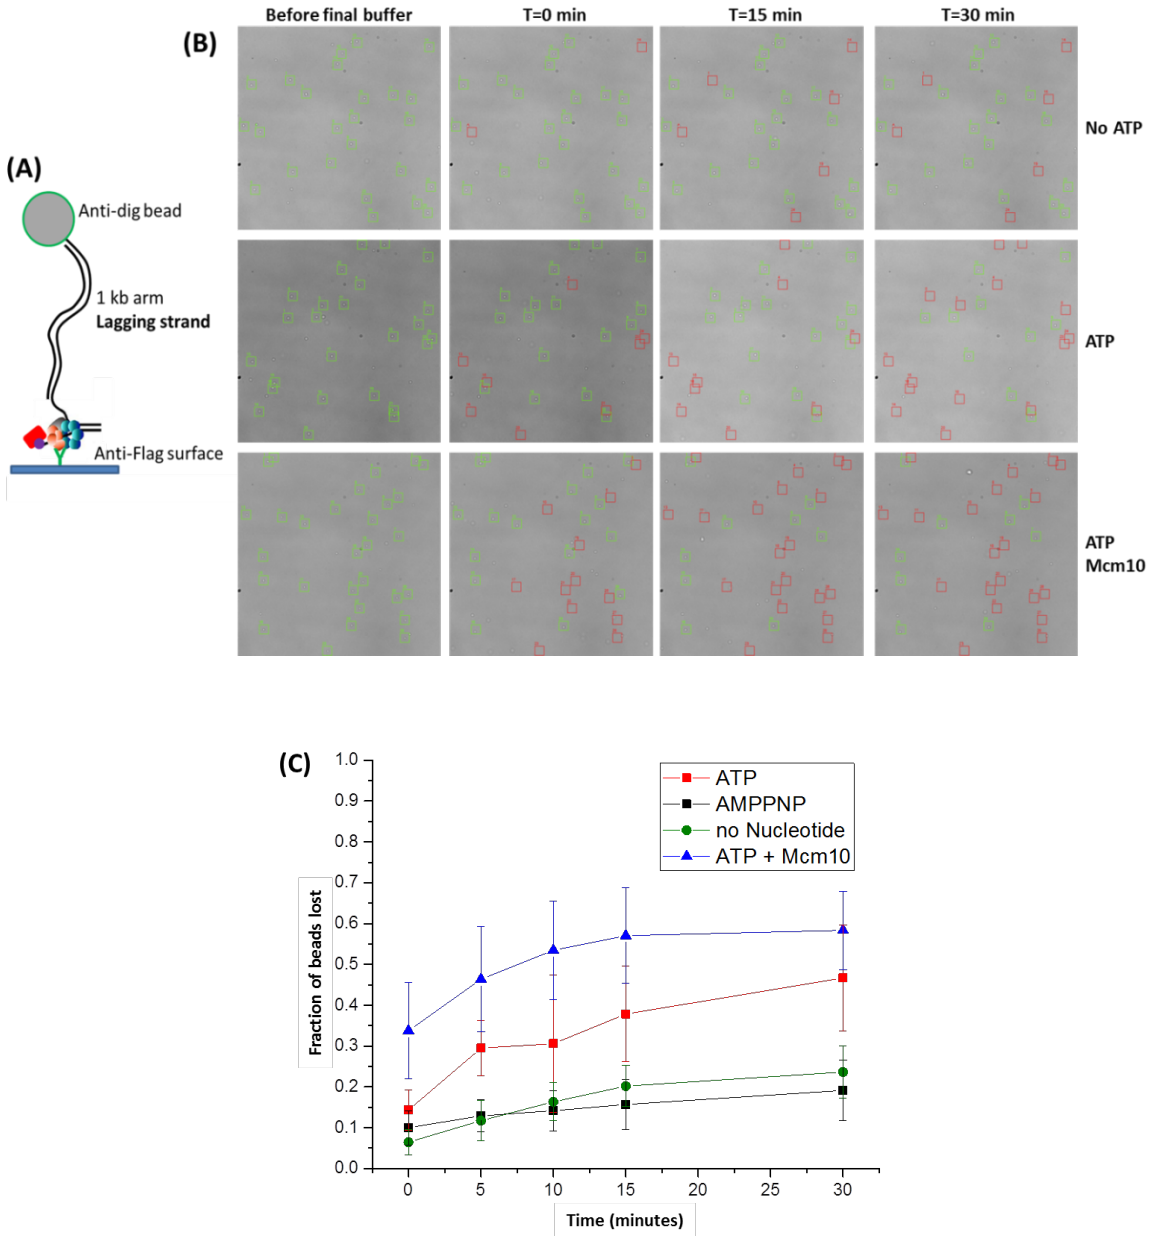 Before final buffer
T=0 min
T=15 min
T=30 min
(B)
No ATP
(A)
Anti-dig bead
1 kb arm
Lagging strand
ATP
Anti-Flag surface
ATP
Mcm10
(C)
1.0
0.9
0.8
0.7
0.6
0.5
0.4
0.3
0.2
0.1
0.0
Fraction of beads lost
ATP
AMPPNP
no Nucleotide
ATP + Mcm10
0
5
10
15
20
25
30
Time (minutes)